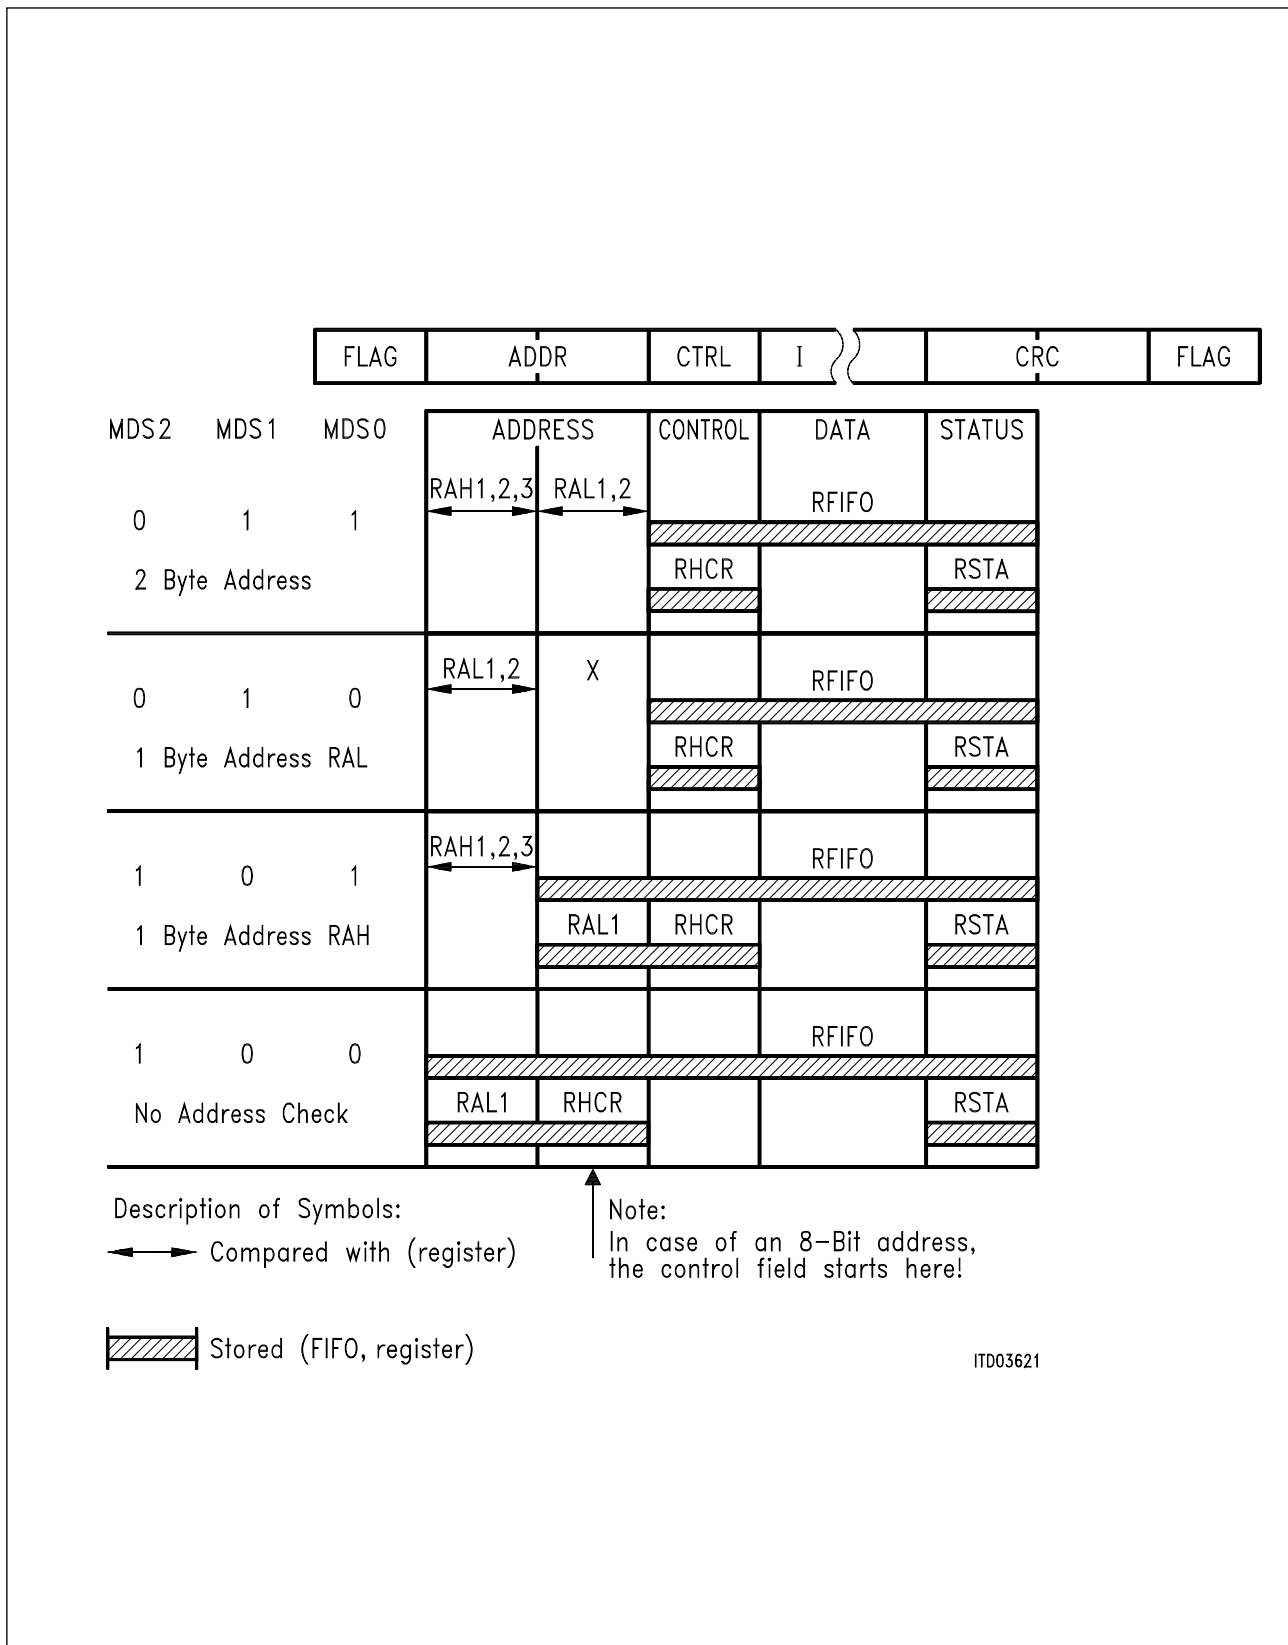 FLAG ADDR CTRL I CRC FLAG
MDS2 MDS1 MDS0 ADDRESS CONTROL DATA STATUS
RAH1,2,3 RAL1,2 RFIFO
0 1 1
RHCR RSTA
2 Byte Address
RAL1,2 X RFIFO
0 1 0
RHCR RSTA
1 Byte Address RAL
RAH1,2,3 RFIFO
1 0 1
RAL1 RHCR RSTA
1 Byte Address RAH
RFIFO
1 0 0
RAL1 RHCR RSTA
No Address Check
Description of Symbols:
Compared with (register)
Note:
In case of an 8-Bit address,
the control field starts here!
Stored (FIFO, register)
ITD03621